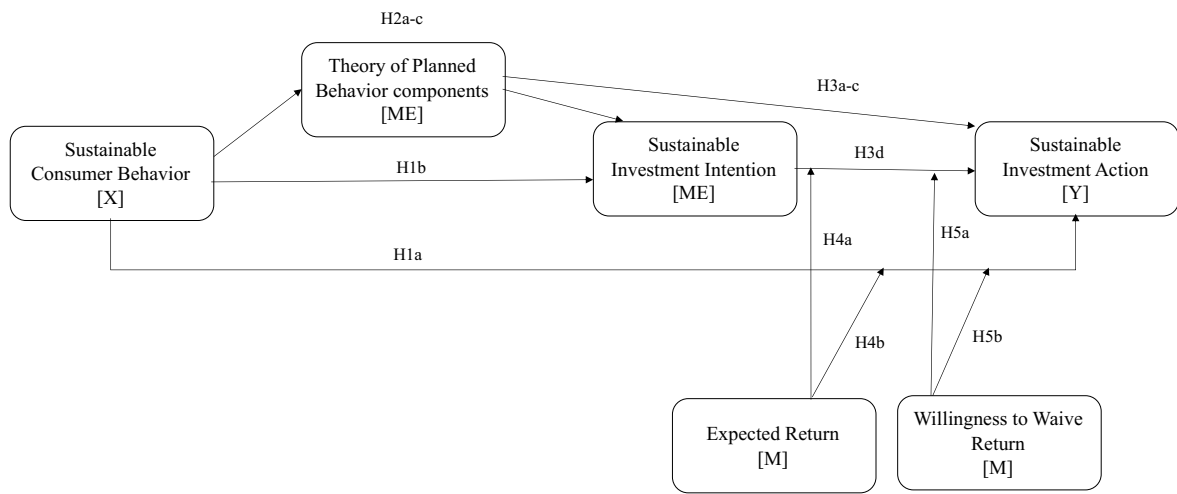 H2a-c
Theory of Planned
Behavior components
[ME]
H3a-c
Sustainable
Consumer Behavior
[X]
H1b
Sustainable
Investment Intention
[ME]
H3d
Sustainable
Investment Action
[Y]
H4a
H5a
H1a
H4b
H5b
Expected Return
[M]
Willingness to Waive
Return
[M]